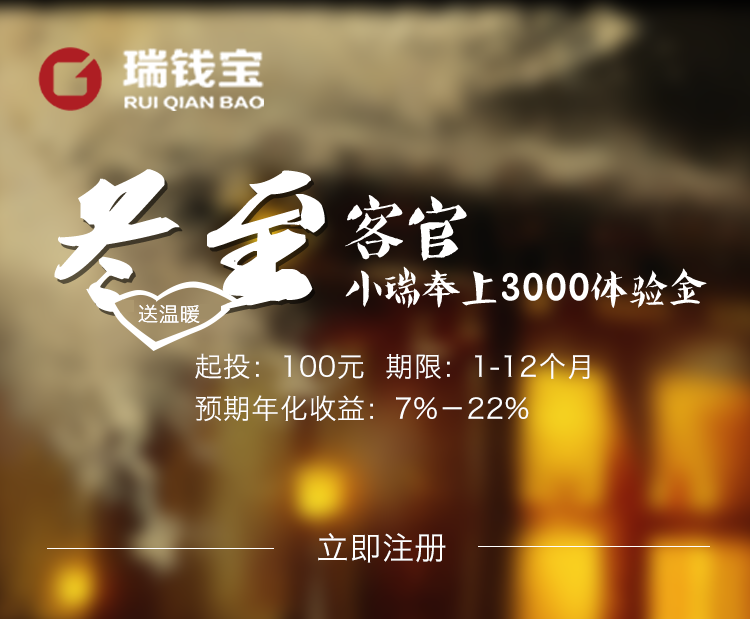 瑞钱宝
RUI QIAN BAO
冬至
送温暖
客官
小瑞奉上3000体验金
起投：100元 期限：1-12个月
预期年化收益：7%－22%
立即注册